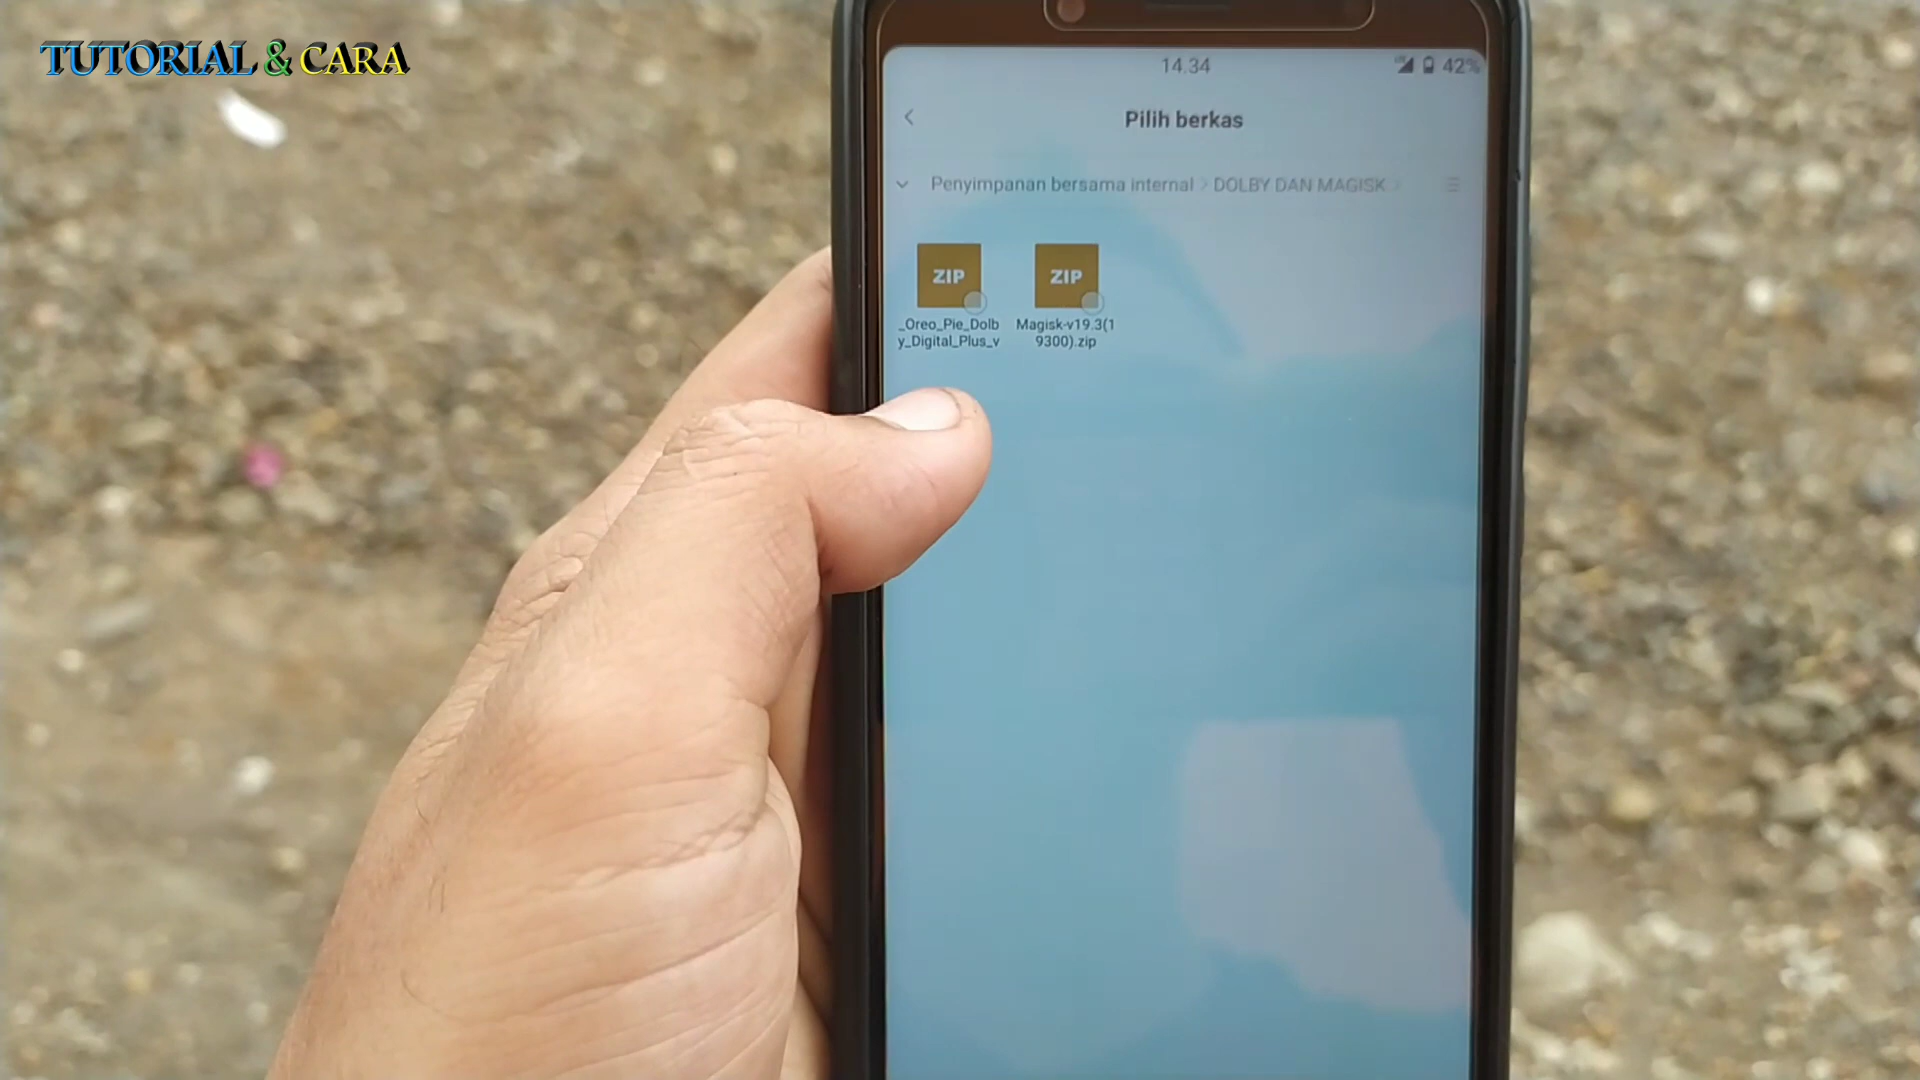 TUTORIAL & CARA
14.34
42%
Pilih berkas
Penyimpanan bersama internal > DOLBY DAN MAGISK >
ZIP
ZIP
_Oreo_Pie_Dolb
y_Digital_Plus_v
Magisk-v19.3(1
9300).zip